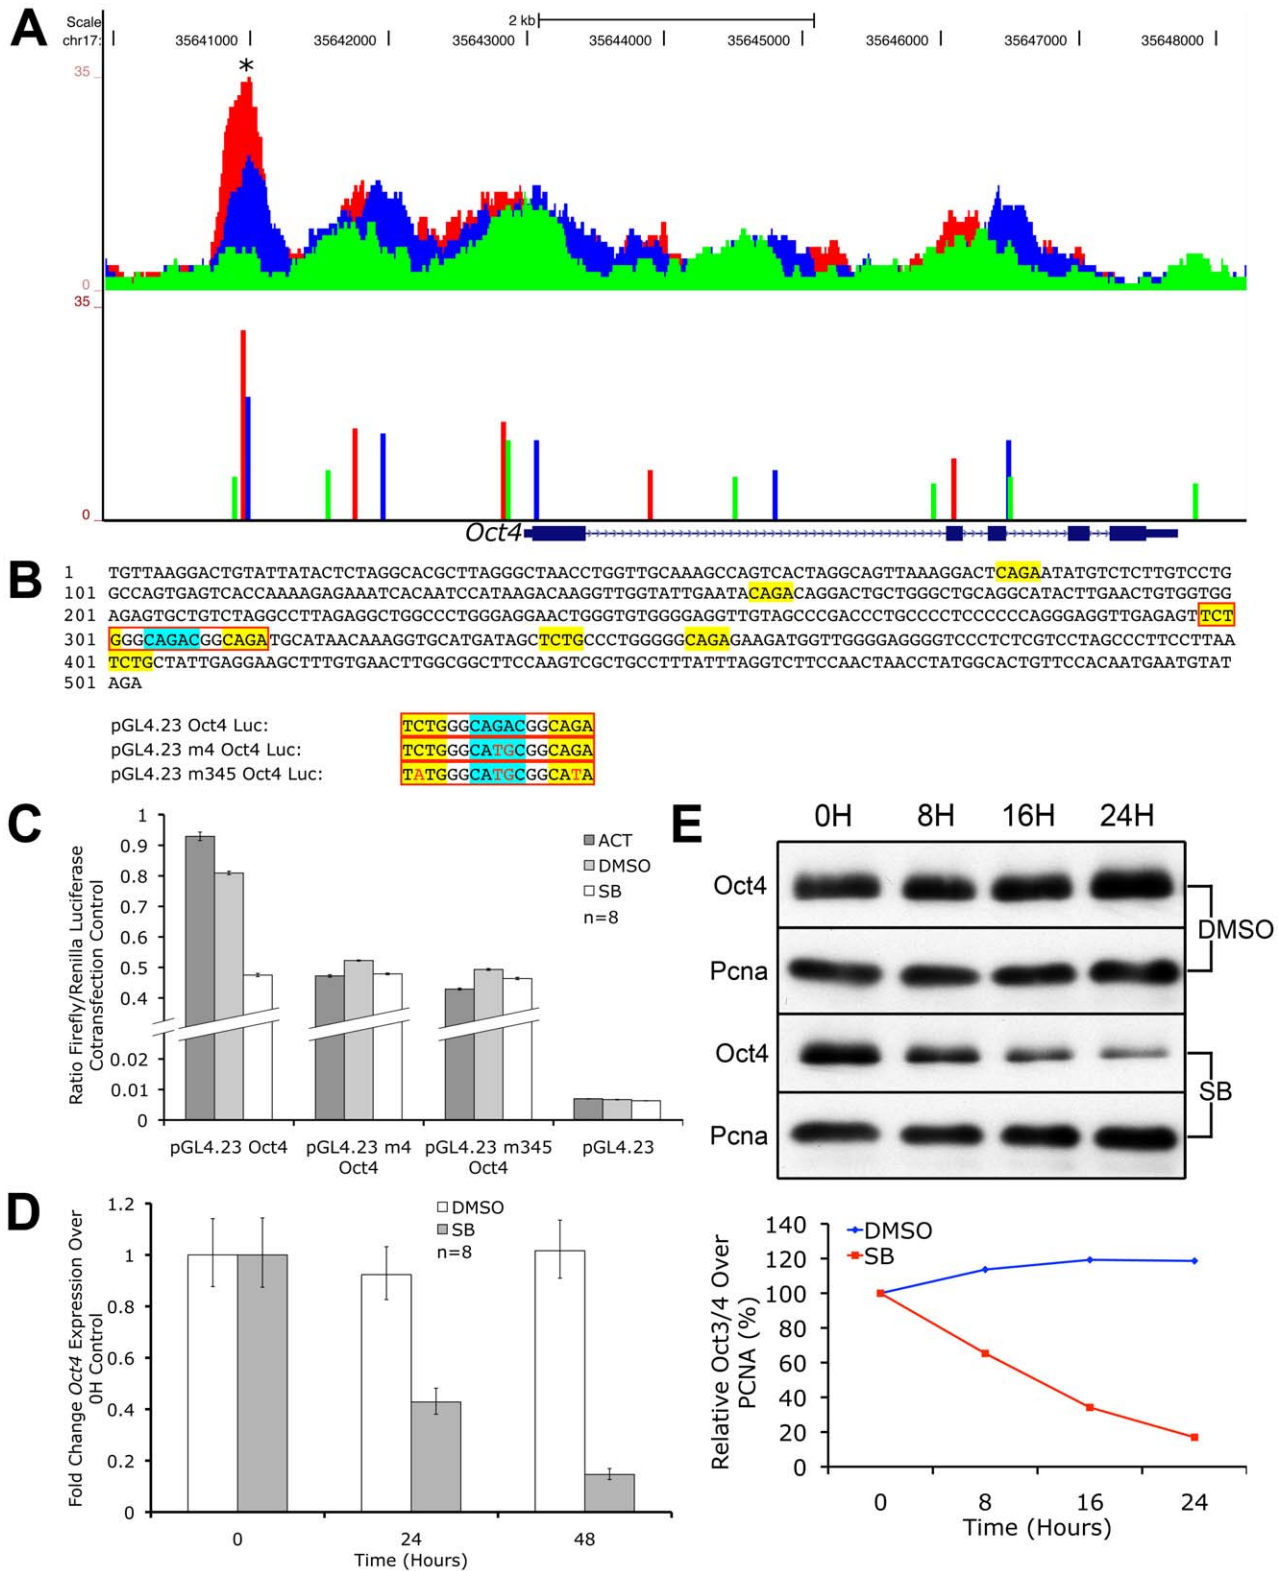 A
Scale
2 kb
chr17:
35641000
35642000
35643000
35644000
35645000
35646000
35647000
35648000
35
*
0
35
0
Oct4
B
1 TGTTAAGGACTGTATTATACTCTAGGCACGCTTAGGGCTAACCTGGTTGCAAAGCCAGTCACTAGGCAGTTAAAGGACTCAGAATATGTCTCTTGTCCTG
101 GCCAGTGAGTCACCAAAAGAGAAATCACAATCCATAAGACAAGGTTGGTATTGAATACAGACAGGACTGCTGGGCTGCAGGCATACTTGAACTGTGGTGG
201 AGAGTGCTGTCTAGGCCTTAGAGGCTGGCCCTGGGAGGAACTGGGTGTGGGGAGGTTGTAGCCCGACCCTGCCCCTCCCCCCAGGGAGGTTGAGAGTTCT
301 GGGCAGACGGCAGATGCATAACAAAGGTGCATGATAGCTCTGCCCTGGGGGCAGAGAAGATGGTTGGGGAGGGGTCCCTCTCGTCCTAGCCCTTCCTTAA
401 TCTGCTATTGAGGAAGCTTTGTGAACTTGGCGGCTTCCAAGTCGCTGCCTTTATTTAGGTCTTCCAACTAACCTATGGCACTGTTCCACAATGAATGTAT
501 AGA
pGL4.23 Oct4 Luc: TCTGGGCAGACGGCAGA
pGL4.23 m4 Oct4 Luc: TCTGGGCATGCGGCAGA
pGL4.23 m345 Oct4 Luc: TATGGGCATGCGGCATA
C
Ratio Firefly/Renilla Luciferase
Cotransfection Control
1
0.9
0.8
0.7
0.6
0.5
0.4
0.02
0.01
0
ACT
DMSO
SB
n=8
pGL4.23 Oct4
pGL4.23 m4
Oct4
pGL4.23 m345
Oct4
pGL4.23
D
Fold Change Oct4 Expression Over
0H Control
1.2
1
0.8
0.6
0.4
0.2
0
DMSO
SB
n=8
0
24
48
Time (Hours)
E
0H 8H 16H 24H
Oct4
Pcna
DMSO
Oct4
Pcna
SB
Relative Oct3/4 Over
PCNA (%)
140
120
100
80
60
40
20
0
DMSO
SB
0
8
16
24
Time (Hours)